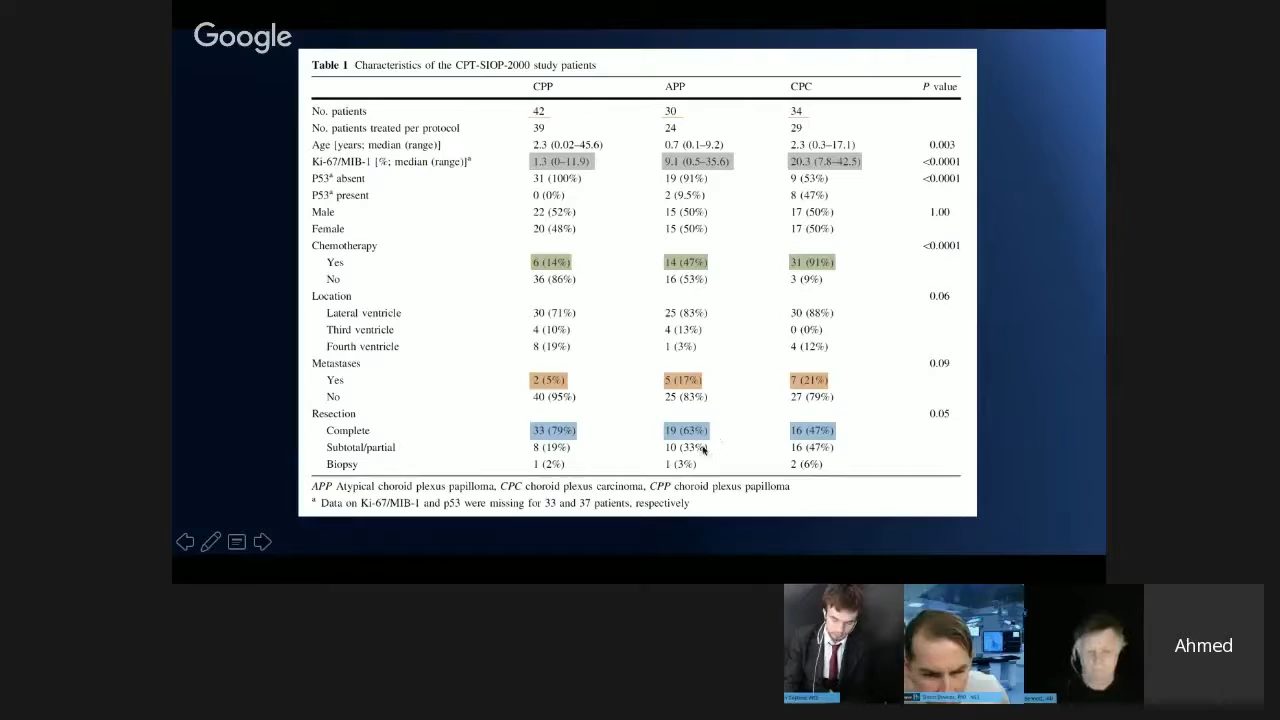 Google
Table 1 Characteristics of the CPT-SIOP-2000 study patients
CPP APP CPC P value
No. patients 42 30 34
No. patients treated per protocol 39 24 29
Age [years; median (range)] 2.3 (0.02–45.6) 0.7 (0.1–9.2) 2.3 (0.3–17.1) 0.003
Ki-67/MIB-1 [%; median (range)]a 1.3 (0–11.9) 9.1 (0.5–35.6) 20.3 (7.8–42.5) <0.0001
P53a absent 31 (100%) 19 (91%) 9 (53%) <0.0001
P53a present 0 (0%) 2 (9.5%) 8 (47%)
Male 22 (52%) 15 (50%) 17 (50%) 1.00
Female 20 (48%) 15 (50%) 17 (50%)
Chemotherapy <0.0001
Yes 6 (14%) 14 (47%) 31 (91%)
No 36 (86%) 16 (53%) 3 (9%)
Location 0.06
Lateral ventricle 30 (71%) 25 (83%) 30 (88%)
Third ventricle 4 (10%) 4 (13%) 0 (0%)
Fourth ventricle 8 (19%) 1 (3%) 4 (12%)
Metastases 0.09
Yes 2 (5%) 5 (17%) 7 (21%)
No 40 (95%) 25 (83%) 27 (79%)
Resection 0.05
Complete 33 (79%) 19 (63%) 16 (47%)
Subtotal/partial 8 (19%) 10 (33%) 16 (47%)
Biopsy 1 (2%) 1 (3%) 2 (6%)
APP Atypical choroid plexus papilloma, CPC choroid plexus carcinoma, CPP choroid plexus papilloma
a Data on Ki-67/MIB-1 and p53 were missing for 33 and 37 patients, respectively
Ahmed